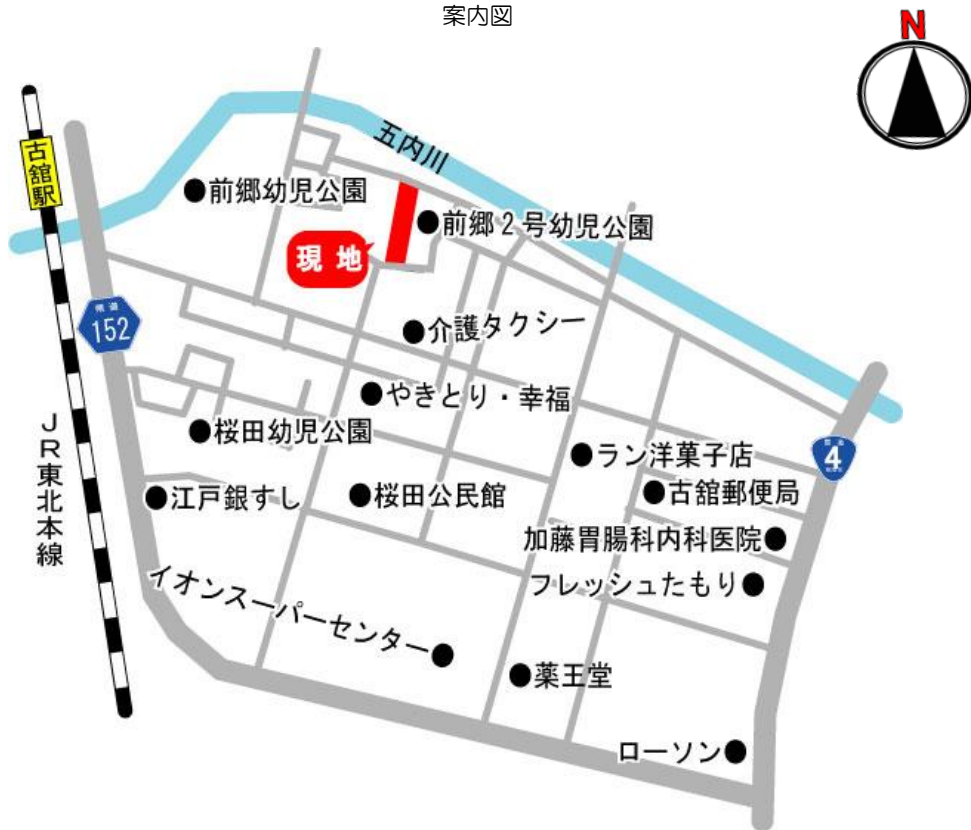 案内図
N
五内川
古舘駅
前郷幼児公園
前郷2号幼児公園
現地
県道
152
介護タクシー
やきとり・幸福
JR東北本線
桜田幼児公園
ラン洋菓子店
4
古舘郵便局
江戸銀すし
桜田公民館
加藤胃腸科内科医院
フレッシュたもり
イオンスーパーセンター
薬王堂
ローソン